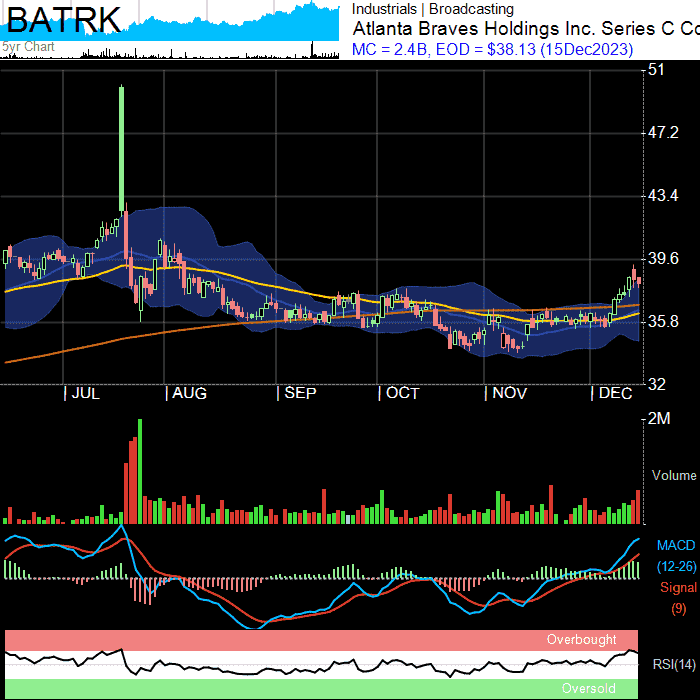 BATRK
5yr Chart
Industrials | Broadcasting
Atlanta Braves Holdings Inc. Series C Co
MC = 2.4B, EOD = $38.13 (15Dec2023)
51
47.2
43.4
39.6
35.8
32
| JUL | AUG | SEP | OCT | NOV | DEC
2M
Volume
MACD
(12-26)
Signal
(9)
Overbought
RSI(14)
Oversold